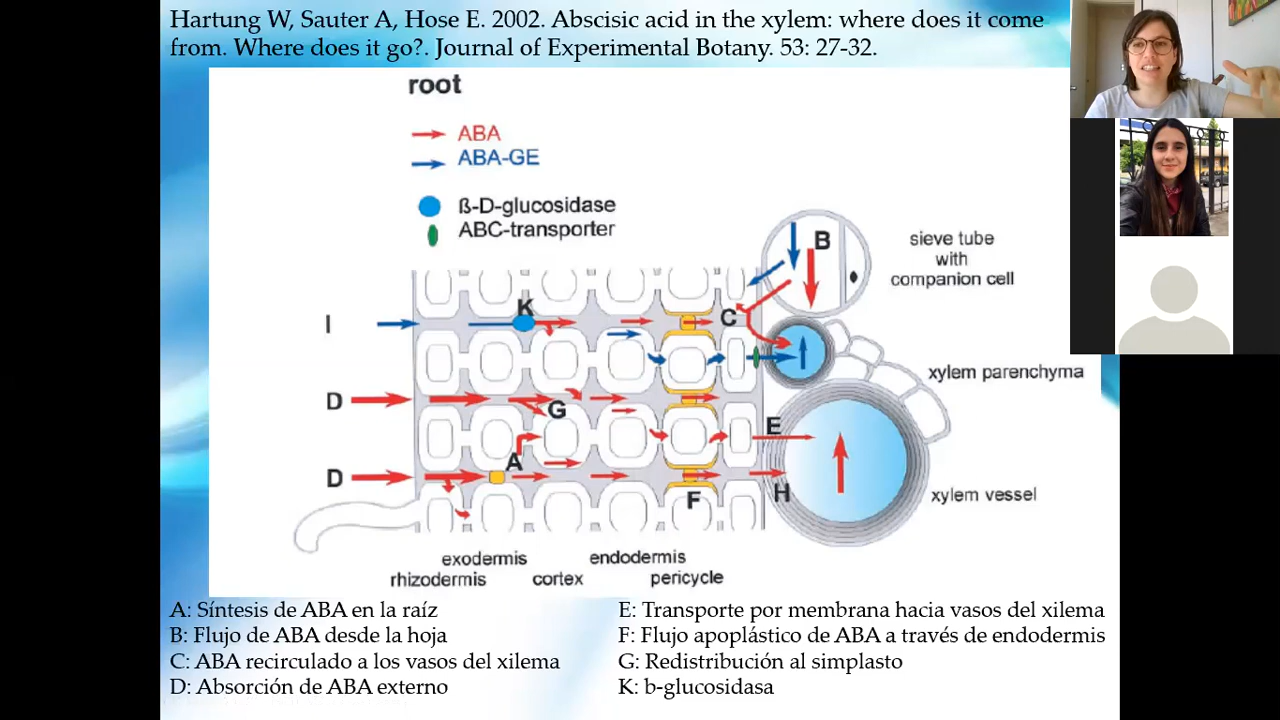 Hartung W, Sauter A, Hose E. 2002. Abscisic acid in the xylem: where does it come
from. Where does it go?. Journal of Experimental Botany. 53: 27-32.
root
ABA
ABA-GE
ß-D-glucosidase
ABC-transporter
B
sieve tube
with
companion cell
K
I
C
xylem parenchyma
D
G
E
A
D
H
F
xylem vessel
exodermis
endodermis
rhizodermis
cortex
pericycle
A: Síntesis de ABA en la raíz
B: Flujo de ABA desde la hoja
C: ABA recirculado a los vasos del xilema
D: Absorción de ABA externo
E: Transporte por membrana hacia vasos del xilema
F: Flujo apoplástico de ABA a través de endodermis
G: Redistribución al simplasto
K: b-glucosidasa